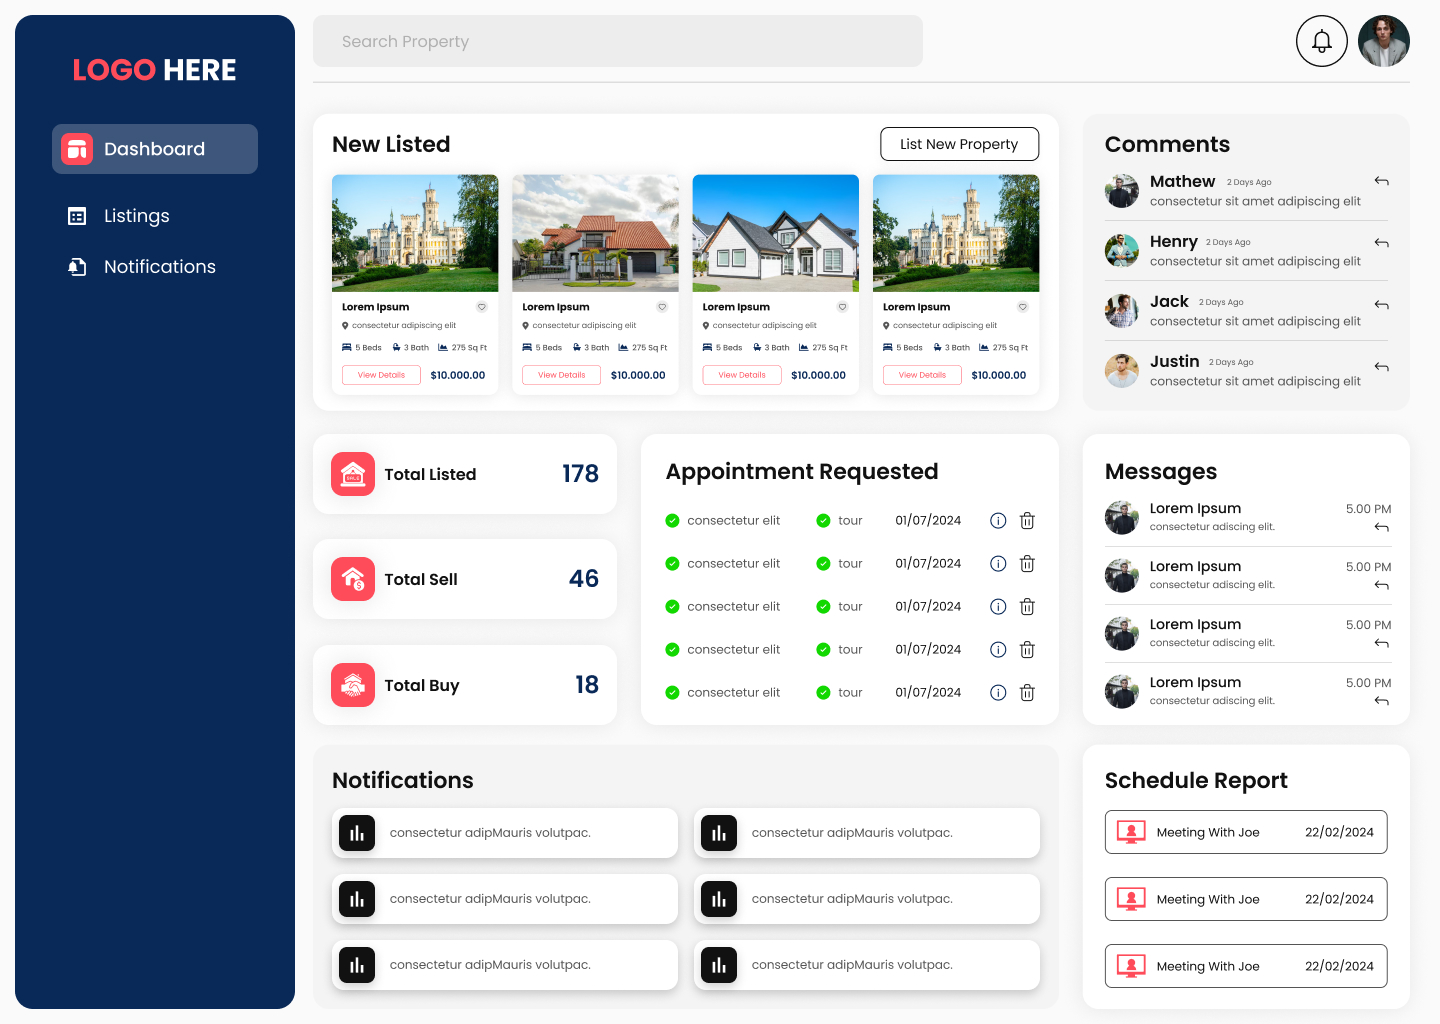 LOGO HERE
Dashboard
Listings
Notifications
Search Property
New Listed
List New Property
Lorem Ipsum
consectetur adipiscing elit
5 Beds 3 Bath 275 Sq Ft
View Details $10.000.00
Lorem Ipsum
consectetur adipiscing elit
5 Beds 3 Bath 275 Sq Ft
View Details $10.000.00
Lorem Ipsum
consectetur adipiscing elit
5 Beds 3 Bath 275 Sq Ft
View Details $10.000.00
Lorem Ipsum
consectetur adipiscing elit
5 Beds 3 Bath 275 Sq Ft
View Details $10.000.00
Comments
Mathew 2 Days Ago
consectetur sit amet adipiscing elit
Henry 2 Days Ago
consectetur sit amet adipiscing elit
Jack 2 Days Ago
consectetur sit amet adipiscing elit
Justin 2 Days Ago
consectetur sit amet adipiscing elit
SALE
Total Listed 178
Total Sell 46
Total Buy 18
Appointment Requested
consectetur elit tour 01/07/2024
consectetur elit tour 01/07/2024
consectetur elit tour 01/07/2024
consectetur elit tour 01/07/2024
consectetur elit tour 01/07/2024
Messages
Lorem Ipsum 5.00 PM
consectetur adiscing elit.
Lorem Ipsum 5.00 PM
consectetur adiscing elit.
Lorem Ipsum 5.00 PM
consectetur adiscing elit.
Lorem Ipsum 5.00 PM
consectetur adiscing elit.
Notifications
consectetur adipMauris volutpac.
consectetur adipMauris volutpac.
consectetur adipMauris volutpac.
consectetur adipMauris volutpac.
consectetur adipMauris volutpac.
consectetur adipMauris volutpac.
Schedule Report
Meeting With Joe 22/02/2024
Meeting With Joe 22/02/2024
Meeting With Joe 22/02/2024